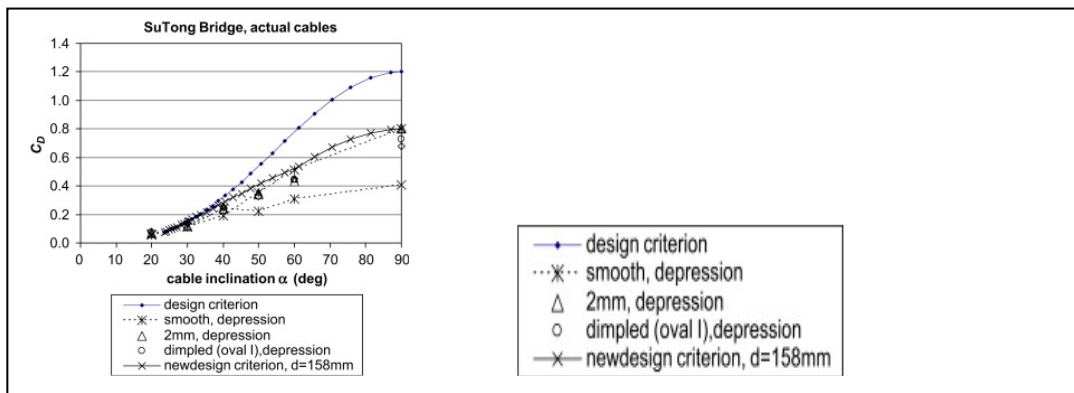 SuTong Bridge, actual cables
1.4
1.2
1.0
0.8
0.6
0.4
0.2
0.0
C_D
0 10 20 30 40 50 60 70 80 90
cable inclination α (deg)
design criterion
smooth, depression
2mm, depression
dimpled (oval I),depression
newdesign criterion, d=158mm
design criterion
smooth, depression
2mm, depression
dimpled (oval I),depression
newdesign criterion, d=158mm